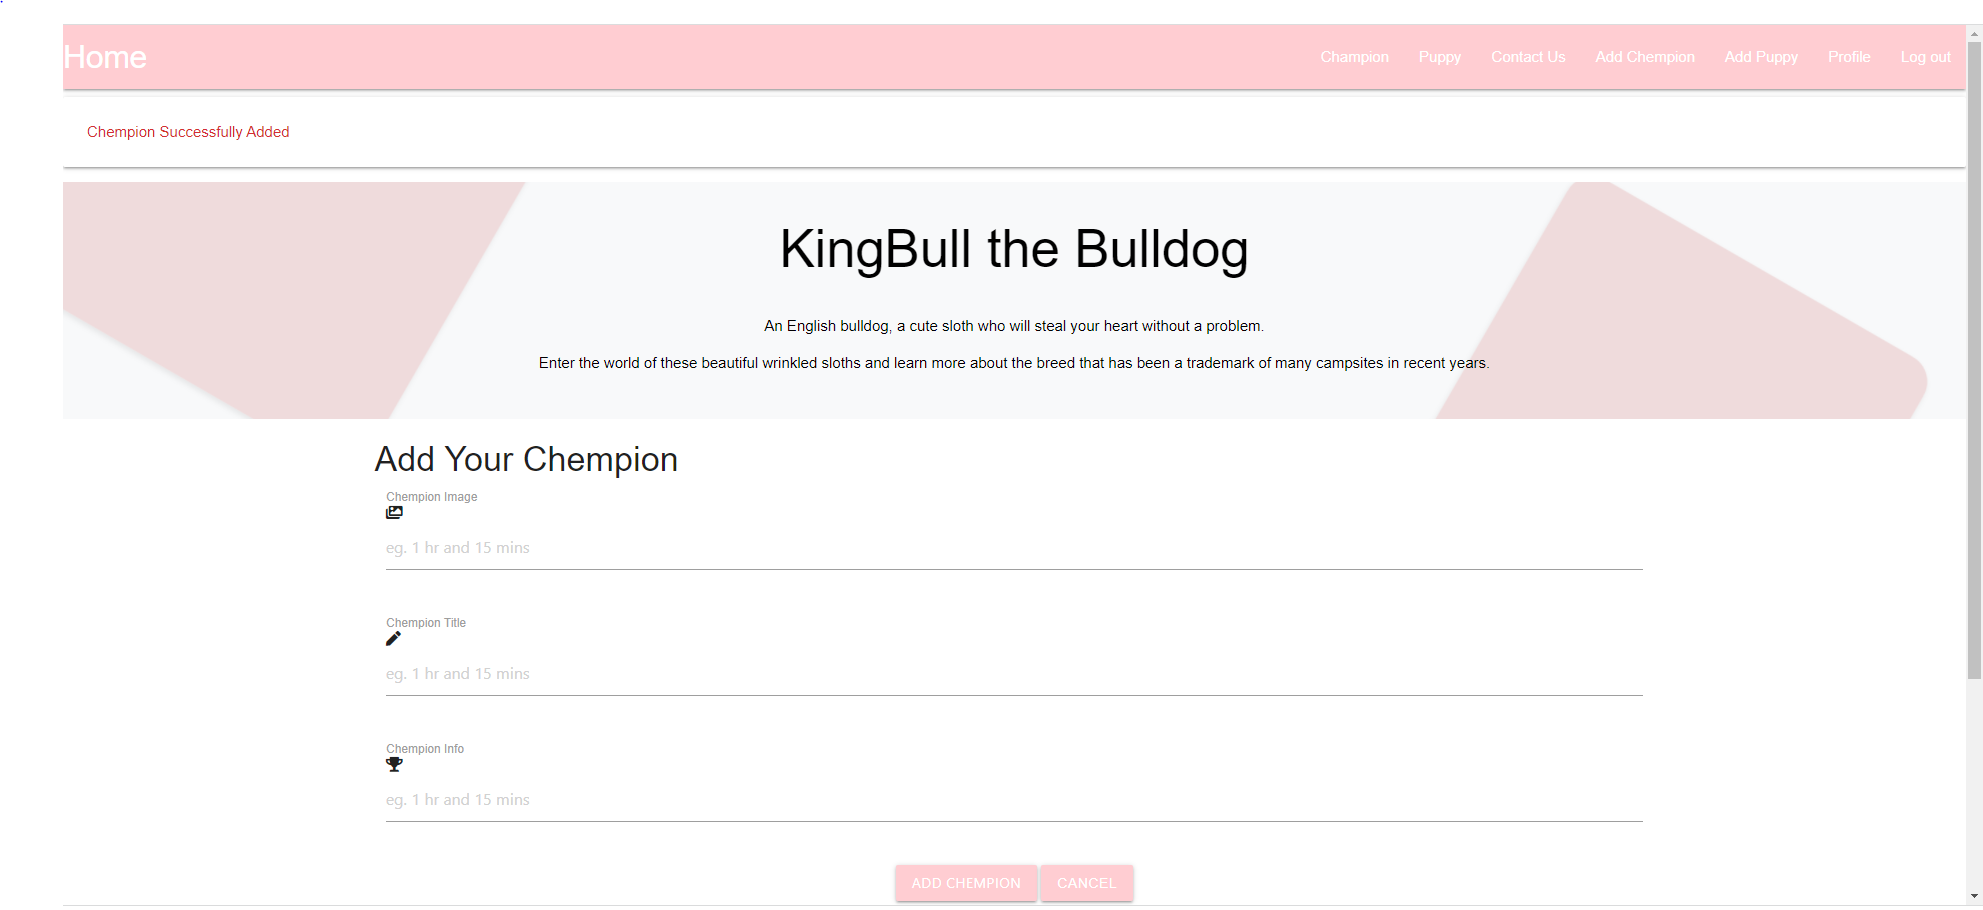 Home
Champion Puppy Contact Us Add Chempion Add Puppy Profile Log out
Chempion Successfully Added
KingBull the Bulldog
An English bulldog, a cute sloth who will steal your heart without a problem.
Enter the world of these beautiful wrinkled sloths and learn more about the breed that has been a trademark of many campsites in recent years.
Add Your Chempion
Chempion Image
eg. 1 hr and 15 mins
Chempion Title
eg. 1 hr and 15 mins
Chempion Info
eg. 1 hr and 15 mins
ADD CHEMPION CANCEL